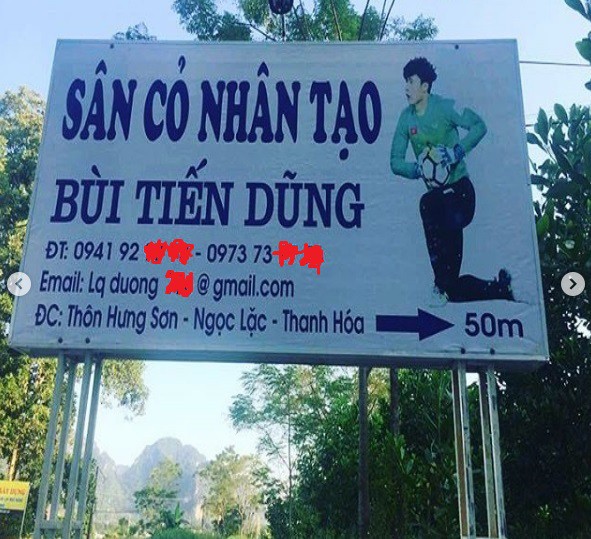 SÂN CỎ NHÂN TẠO
BÙI TIẾN DŨNG
ĐT: 0941 92 - 0973 73
Email: Lq duong @ gmail.com
ĐC: Thôn Hưng Sơn - Ngọc Lặc - Thanh Hóa 50m